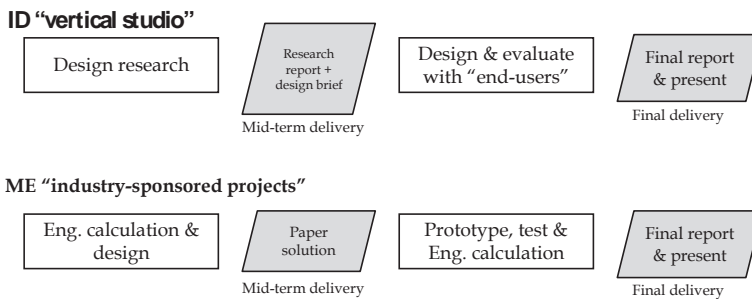 ID “vertical studio”
Design research
Research
report +
design brief
Mid-term delivery
Design & evaluate
with “end-users”
Final report
& present
Final delivery
ME “industry-sponsored projects”
Eng. calculation &
design
Paper
solution
Mid-term delivery
Prototype, test &
Eng. calculation
Final report
& present
Final delivery